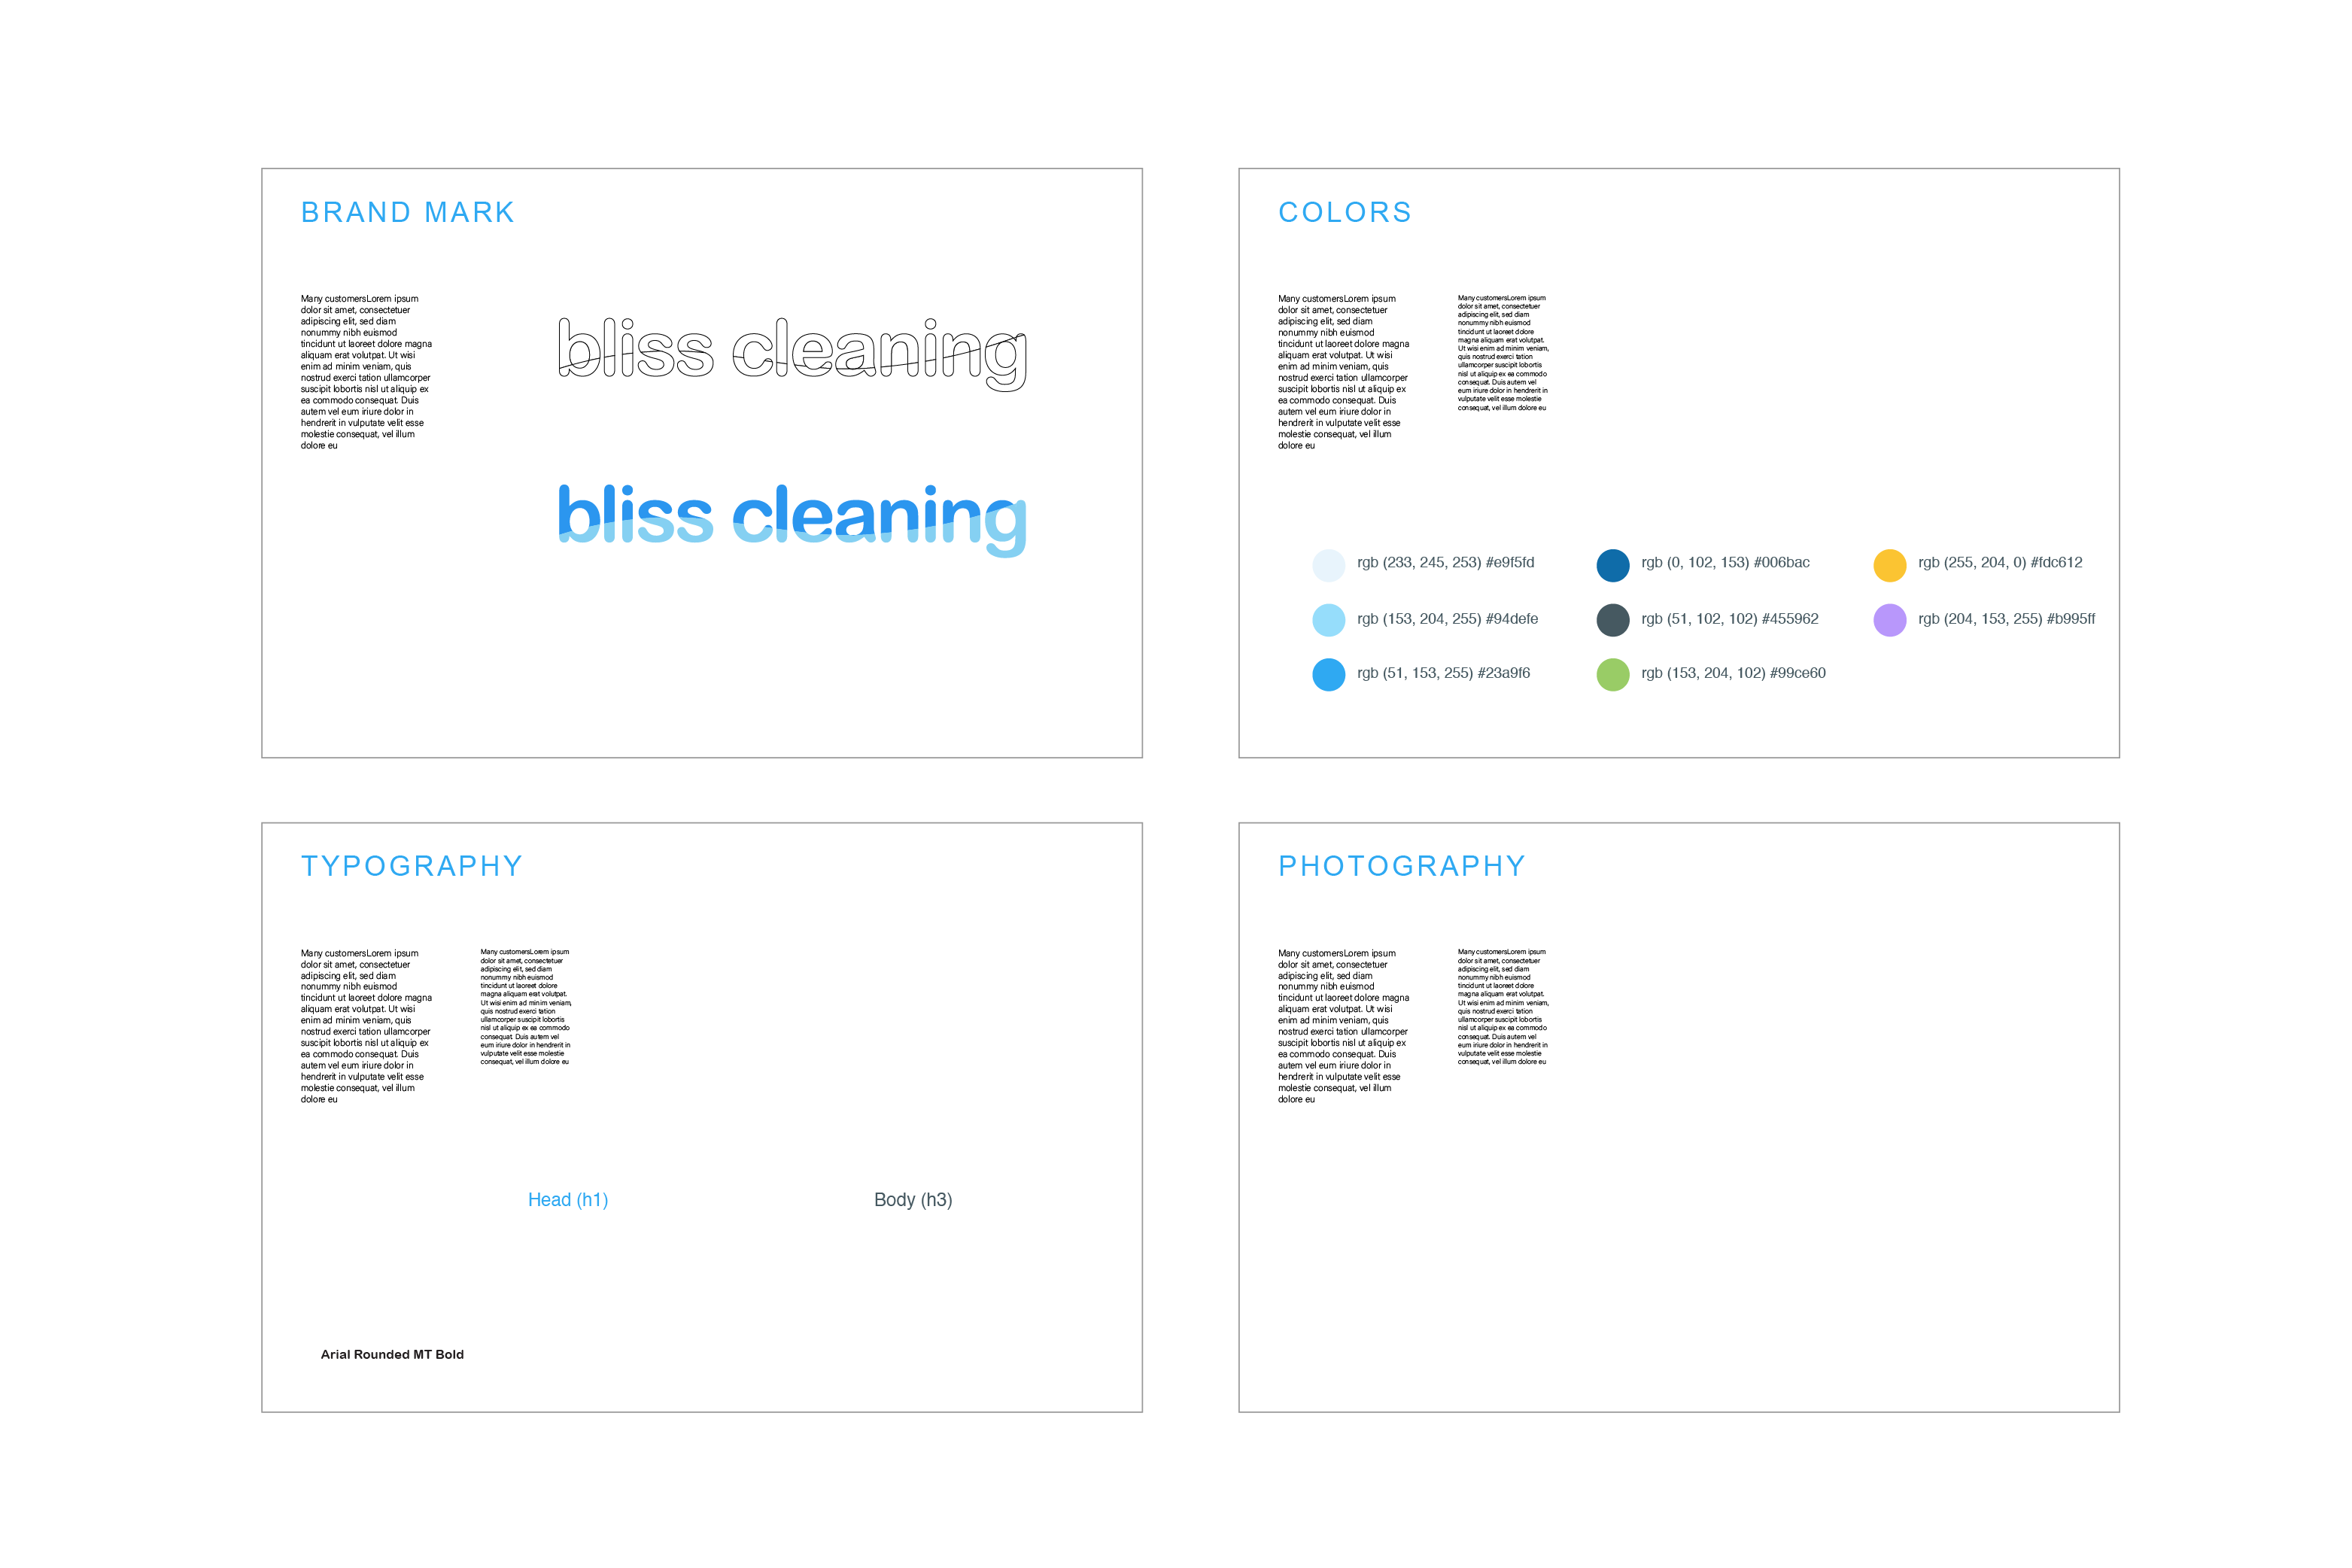 BRAND MARK
Many customersLorem ipsum
dolor sit amet, consectetuer
adipiscing elit, sed diam
nonummy nibh euismod
tincidunt ut laoreet dolore magna
aliquam erat volutpat. Ut wisi
enim ad minim veniam, quis
nostrud exerci tation ullamcorper
suscipit lobortis nisl ut aliquip ex
ea commodo consequat. Duis
autem vel eum iriure dolor in
hendrerit in vulputate velit esse
molestie consequat, vel illum
dolore eu
bliss cleaning
bliss cleaning
COLORS
Many customersLorem ipsum
dolor sit amet, consectetuer
adipiscing elit, sed diam
nonummy nibh euismod
tincidunt ut laoreet dolore magna
aliquam erat volutpat. Ut wisi
enim ad minim veniam, quis
nostrud exerci tation ullamcorper
suscipit lobortis nisl ut aliquip ex
ea commodo consequat. Duis
autem vel eum iriure dolor in
hendrerit in vulputate velit esse
molestie consequat, vel illum
dolore eu
Many customersLorem ipsum
dolor sit amet, consectetuer
adipiscing elit, sed diam
nonummy nibh euismod
tincidunt ut laoreet dolore
magna aliquam erat volutpat.
Ut wisi enim ad minim veniam,
quis nostrud exerci tation
ullamcorper suscipit lobortis
nisl ut aliquip ex ea commodo
consequat. Duis autem vel
eum iriure dolor in hendrerit in
vulputate velit esse molestie
consequat, vel illum dolore eu
rgb (233, 245, 253) #e9f5fd
rgb (153, 204, 255) #94defe
rgb (51, 153, 255) #23a9f6
rgb (0, 102, 153) #006bac
rgb (51, 102, 102) #455962
rgb (153, 204, 102) #99ce60
rgb (255, 204, 0) #fdc612
rgb (204, 153, 255) #b995ff
TYPOGRAPHY
Many customersLorem ipsum
dolor sit amet, consectetuer
adipiscing elit, sed diam
nonummy nibh euismod
tincidunt ut laoreet dolore magna
aliquam erat volutpat. Ut wisi
enim ad minim veniam, quis
nostrud exerci tation ullamcorper
suscipit lobortis nisl ut aliquip ex
ea commodo consequat. Duis
autem vel eum iriure dolor in
hendrerit in vulputate velit esse
molestie consequat, vel illum
dolore eu
Many customersLorem ipsum
dolor sit amet, consectetuer
adipiscing elit, sed diam
nonummy nibh euismod
tincidunt ut laoreet dolore
magna aliquam erat volutpat.
Ut wisi enim ad minim veniam,
quis nostrud exerci tation
ullamcorper suscipit lobortis
nisl ut aliquip ex ea commodo
consequat. Duis autem vel
eum iriure dolor in hendrerit in
vulputate velit esse molestie
consequat, vel illum dolore eu
Head (h1)
Body (h3)
Arial Rounded MT Bold
PHOTOGRAPHY
Many customersLorem ipsum
dolor sit amet, consectetuer
adipiscing elit, sed diam
nonummy nibh euismod
tincidunt ut laoreet dolore magna
aliquam erat volutpat. Ut wisi
enim ad minim veniam, quis
nostrud exerci tation ullamcorper
suscipit lobortis nisl ut aliquip ex
ea commodo consequat. Duis
autem vel eum iriure dolor in
hendrerit in vulputate velit esse
molestie consequat, vel illum
dolore eu
Many customersLorem ipsum
dolor sit amet, consectetuer
adipiscing elit, sed diam
nonummy nibh euismod
tincidunt ut laoreet dolore
magna aliquam erat volutpat.
Ut wisi enim ad minim veniam,
quis nostrud exerci tation
ullamcorper suscipit lobortis
nisl ut aliquip ex ea commodo
consequat. Duis autem vel
eum iriure dolor in hendrerit in
vulputate velit esse molestie
consequat, vel illum dolore eu